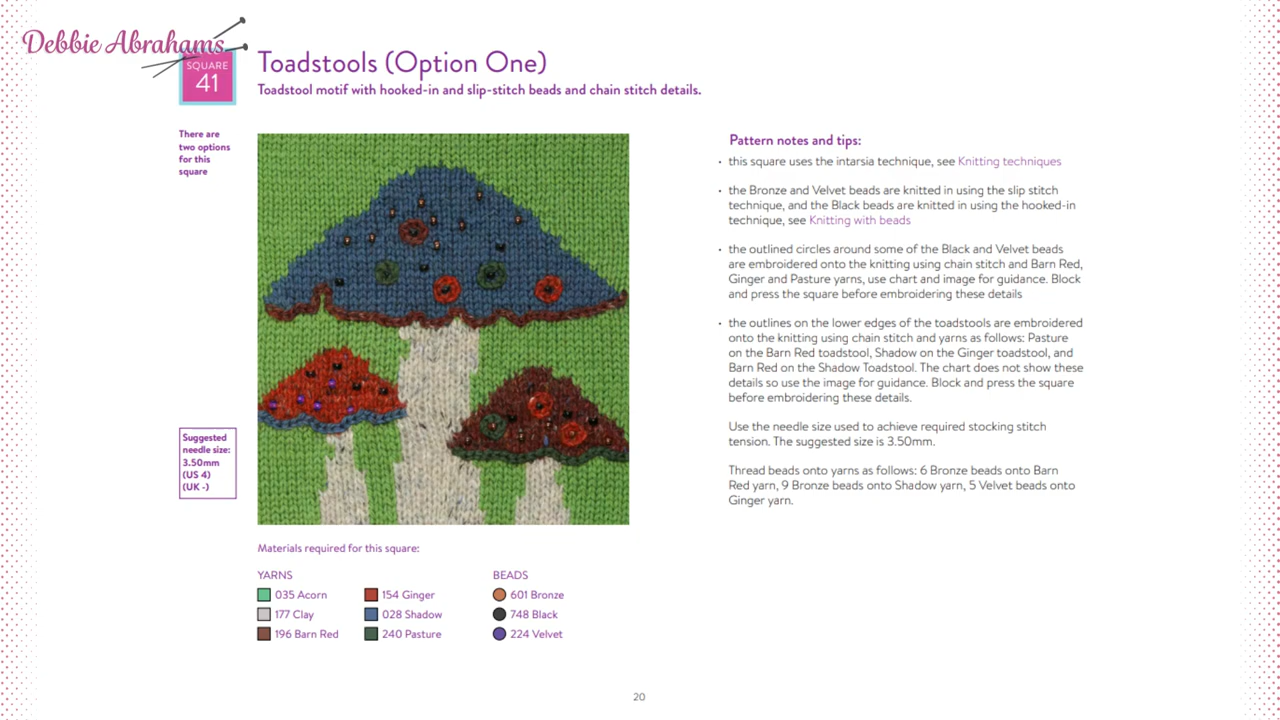 Debbie Abrahams
SQUARE
41
Toadstools (Option One)
Toadstool motif with hooked-in and slip-stitch beads and chain stitch details.
There are
two options
for this
square
Suggested
needle size:
3.50mm
(US 4)
(UK -)
Materials required for this square:
YARNS
035 Acorn
177 Clay
196 Barn Red
154 Ginger
028 Shadow
240 Pasture
BEADS
601 Bronze
748 Black
224 Velvet
Pattern notes and tips:
• this square uses the intarsia technique, see Knitting techniques
• the Bronze and Velvet beads are knitted in using the slip stitch
technique, and the Black beads are knitted in using the hooked-in
technique, see Knitting with beads
• the outlined circles around some of the Black and Velvet beads
are embroidered onto the knitting using chain stitch and Barn Red,
Ginger and Pasture yarns, use chart and image for guidance. Block
and press the square before embroidering these details
• the outlines on the lower edges of the toadstools are embroidered
onto the knitting using chain stitch and yarns as follows: Pasture
on the Barn Red toadstool, Shadow on the Ginger toadstool, and
Barn Red on the Shadow Toadstool. The chart does not show these
details so use the image for guidance. Block and press the square
before embroidering these details.
Use the needle size used to achieve required stocking stitch
tension. The suggested size is 3.50mm.
Thread beads onto yarns as follows: 6 Bronze beads onto Barn
Red yarn, 9 Bronze beads onto Shadow yarn, 5 Velvet beads onto
Ginger yarn.
20